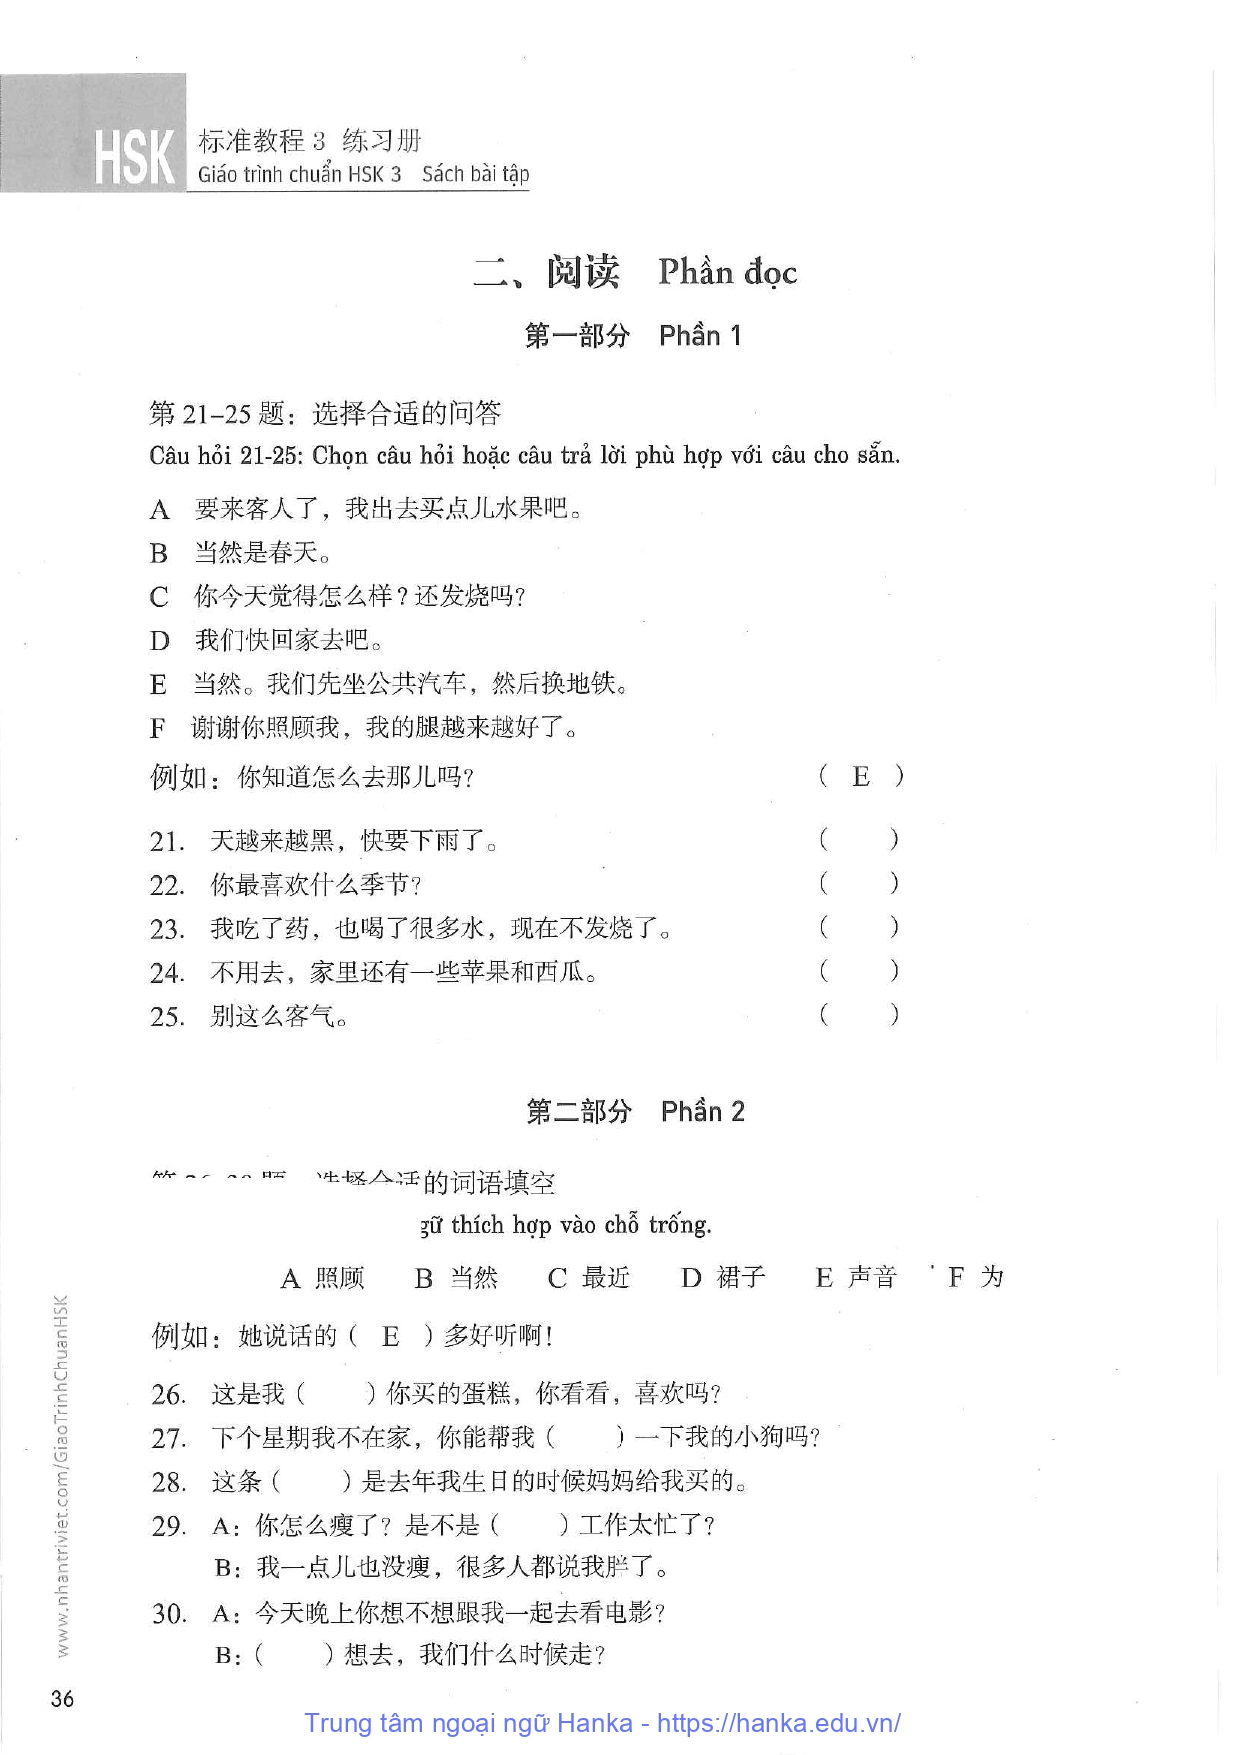 HSK 标准教程 3 练习册
Giáo trình chuẩn HSK 3 Sách bài tập
二、阅读 Phần đọc
第一部分 Phần 1
第 21-25 题：选择合适的问答
Câu hỏi 21-25: Chọn câu hỏi hoặc câu trả lời phù hợp với câu cho sẵn.
A 要来客人了，我出去买点儿水果吧。
B 当然是春天。
C 你今天觉得怎么样？还发烧吗？
D 我们快回家去吧。
E 当然。我们先坐公共汽车，然后换地铁。
F 谢谢你照顾我，我的腿越来越好了。
例如：你知道怎么去那儿吗？ （ E ）
21. 天越来越黑，快要下雨了。 （ ）
22. 你最喜欢什么季节？ （ ）
23. 我吃了药，也喝了很多水，现在不发烧了。 （ ）
24. 不用去，家里还有一些苹果和西瓜。 （ ）
25. 别这么客气。 （ ）
第二部分 Phần 2
选择合适的词语填空
thích hợp vào chỗ trống.
A 照顾 B 当然 C 最近 D 裙子 E 声音 F 为
例如：她说话的（ E ）多好听啊！
26. 这是我（ ）你买的蛋糕，你看看，喜欢吗？
27. 下个星期我不在家，你能帮我（ ）一下我的小狗吗？
28. 这条（ ）是去年我生日的时候妈妈给我买的。
29. A：你怎么瘦了？是不是（ ）工作太忙了？
B：我一点儿也没瘦，很多人都说我胖了。
30. A：今天晚上你想不想跟我一起去看电影？
B：（ ）想去，我们什么时候走？
www.nhantriviet.com/GiaoTrinhChuanHSK
36
Trung tâm ngoại ngữ Hanka - https://hanka.edu.vn/